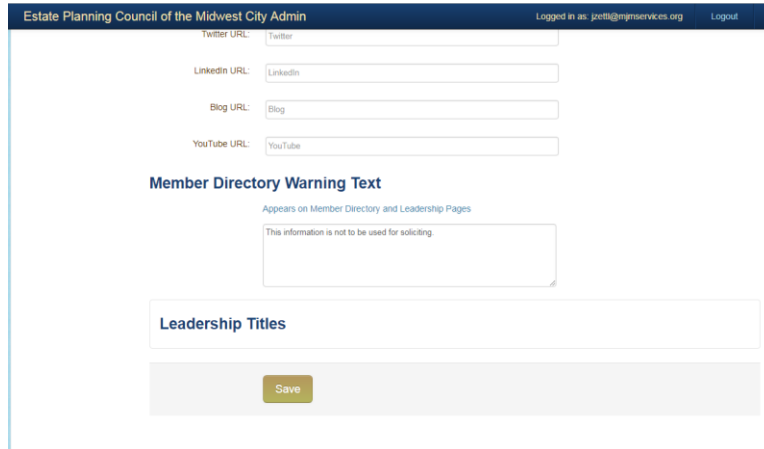 Estate Planning Council of the Midwest City Admin
Logged in as: jzettl@mjmservices.org
Logout
Twitter URL:
Twitter
LinkedIn URL:
LinkedIn
Blog URL:
Blog
YouTube URL:
YouTube
Member Directory Warning Text
Appears on Member Directory and Leadership Pages
This information is not to be used for soliciting.
Leadership Titles
Save